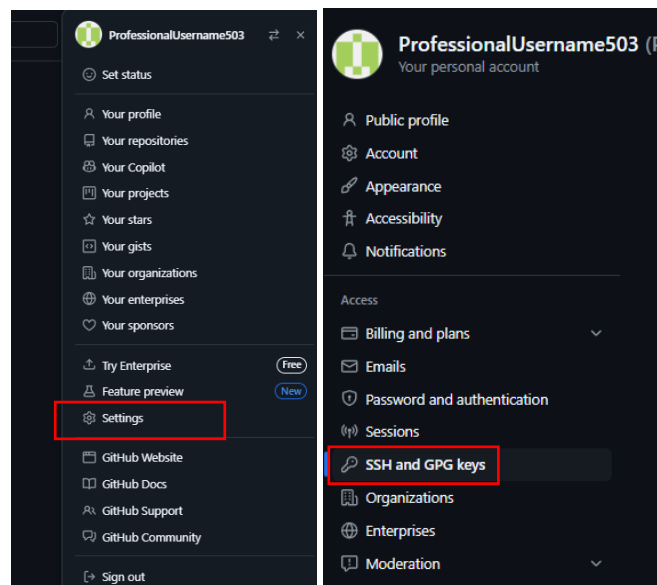 ProfessionalUsername503
Set status
Your profile
Your repositories
Your Copilot
Your projects
Your stars
Your gists
Your organizations
Your enterprises
Your sponsors
Try Enterprise
Free
Feature preview
New
Settings
GitHub Website
GitHub Docs
GitHub Support
GitHub Community
Sign out
ProfessionalUsername503 (
Your personal account
Public profile
Account
Appearance
Accessibility
Notifications
Access
Billing and plans
Emails
Password and authentication
Sessions
SSH and GPG keys
Organizations
Enterprises
Moderation